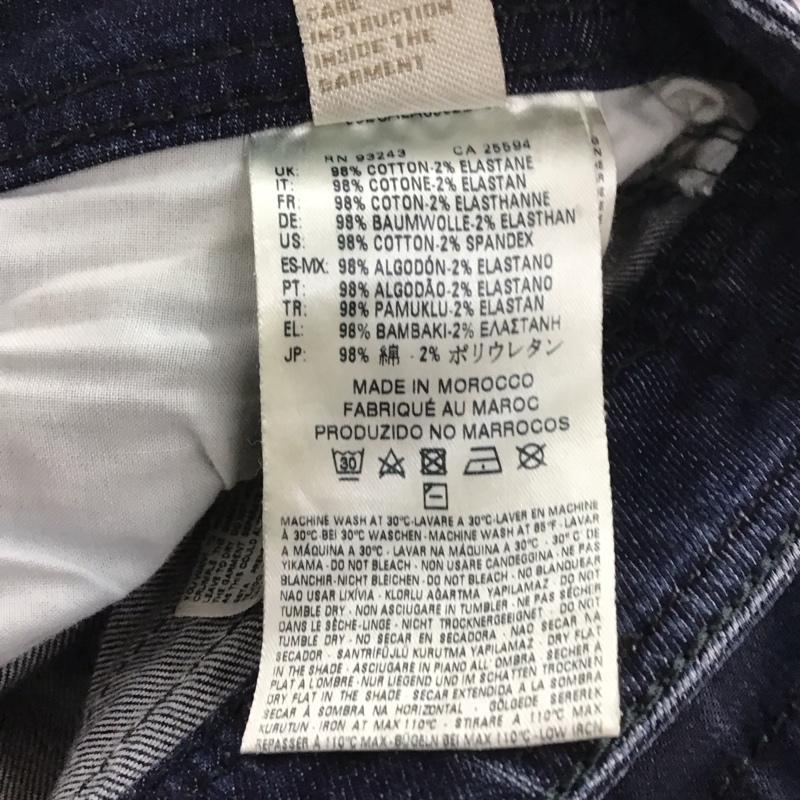 CARE
INSTRUCTION
INSIDE THE
GARMENT
RN 93243 CA 25594
UK: 98% COTTON-2% ELASTANE
IT: 98% COTONE-2% ELASTAN
FR: 98% COTON-2% ELASTHANNE
DE: 98% BAUMWOLLE-2% ELASTHAN
US: 98% COTTON-2% SPANDEX
ES-MX: 98% ALGODÓN-2% ELASTANO
PT: 98% ALGODÃO-2% ELASTANO
TR: 98% PAMUKLU-2% ELASTAN
EL: 98% BAMBAKI-2% ΕΛΑΣΤΑΝΗ
JP: 98% 綿 - 2% ポリウレタン
MADE IN MOROCCO
FABRIQUÉ AU MAROC
PRODUZIDO NO MARROCOS
30
MACHINE WASH AT 30°C-LAVARE A 30°C-LAVER EN MACHINE
À 30°C-BEI 30°C WASCHEN-MACHINE WASH AT 85°F-LAVAR
A MÁQUINA A 30°C - LAVAR NA MÁQUINA A 30°C - 30° C DE
YIKAMA - DO NOT BLEACH - NON USARE CANDEGGINA - NE PAS
BLANCHIR-NICHT BLEICHEN - DO NOT BLEACH-NO BLANQUEAR
NAO USAR LIXÍVIA - KLORLU AĞARTMA YAPILAMAZ - DO NOT
TUMBLE DRY - NON ASCIUGARE IN TUMBLER - NE PAS SÉCHER
DANS LE SÈCHE-LINGE - NICHT TROCKNERGEEIGNET - DO NOT
TUMBLE DRY - NO SECAR EN SECADORA - NÃO SECAR NA
SECADOR - SANTRİFÜJLÜ KURUTMA YAPILAMAZ - DRY FLAT
IN THE SHADE - ASCIUGARE IN PIANO ALL'OMBRA - SECHER A
PLAT A L'OMBRE - NUR LIEGEND UND IM SCHATTEN TROCKNEN
DRY FLAT IN THE SHADE SECAR EXTENDIDA A LA SOMBRA
SECAR À SOMBRA NA HORIZONTAL - GÖLGEDE SEREREK
KURUTUN - IRON AT MAX 110°C - STIRARE A 110°C MAX
REPASSER À 110°C MAX-BÜGELN BEI MAX 110°C-LOW IRON